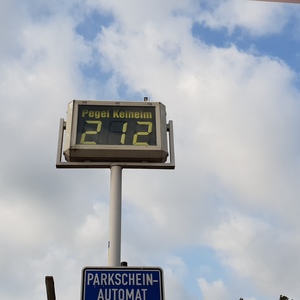 Pegel Kelheim
212
PARKSCHEIN-
AUTOMAT